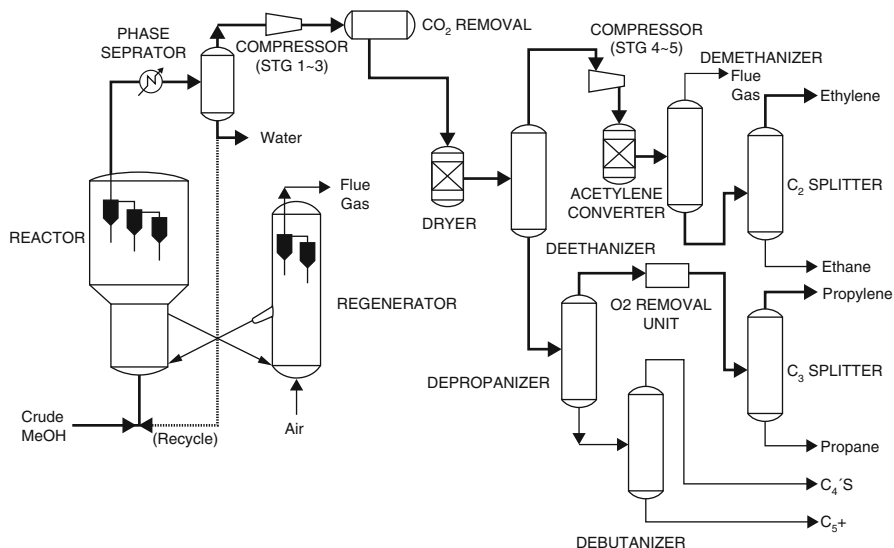 PHASE
SEPRATOR
COMPRESSOR
(STG 1~3)
CO₂ REMOVAL
COMPRESSOR
(STG 4~5)
DEMETHANIZER
Flue
Gas
Ethylene
Water
Flue
Gas
DRYER
ACETYLENE
CONVERTER
C₂ SPLITTER
REACTOR
DEETHANIZER
Ethane
REGENERATOR
O2 REMOVAL
UNIT
Propylene
DEPROPANIZER
C₃ SPLITTER
Crude
MeOH
(Recycle)
Air
Propane
C₄´S
C₅+
DEBUTANIZER